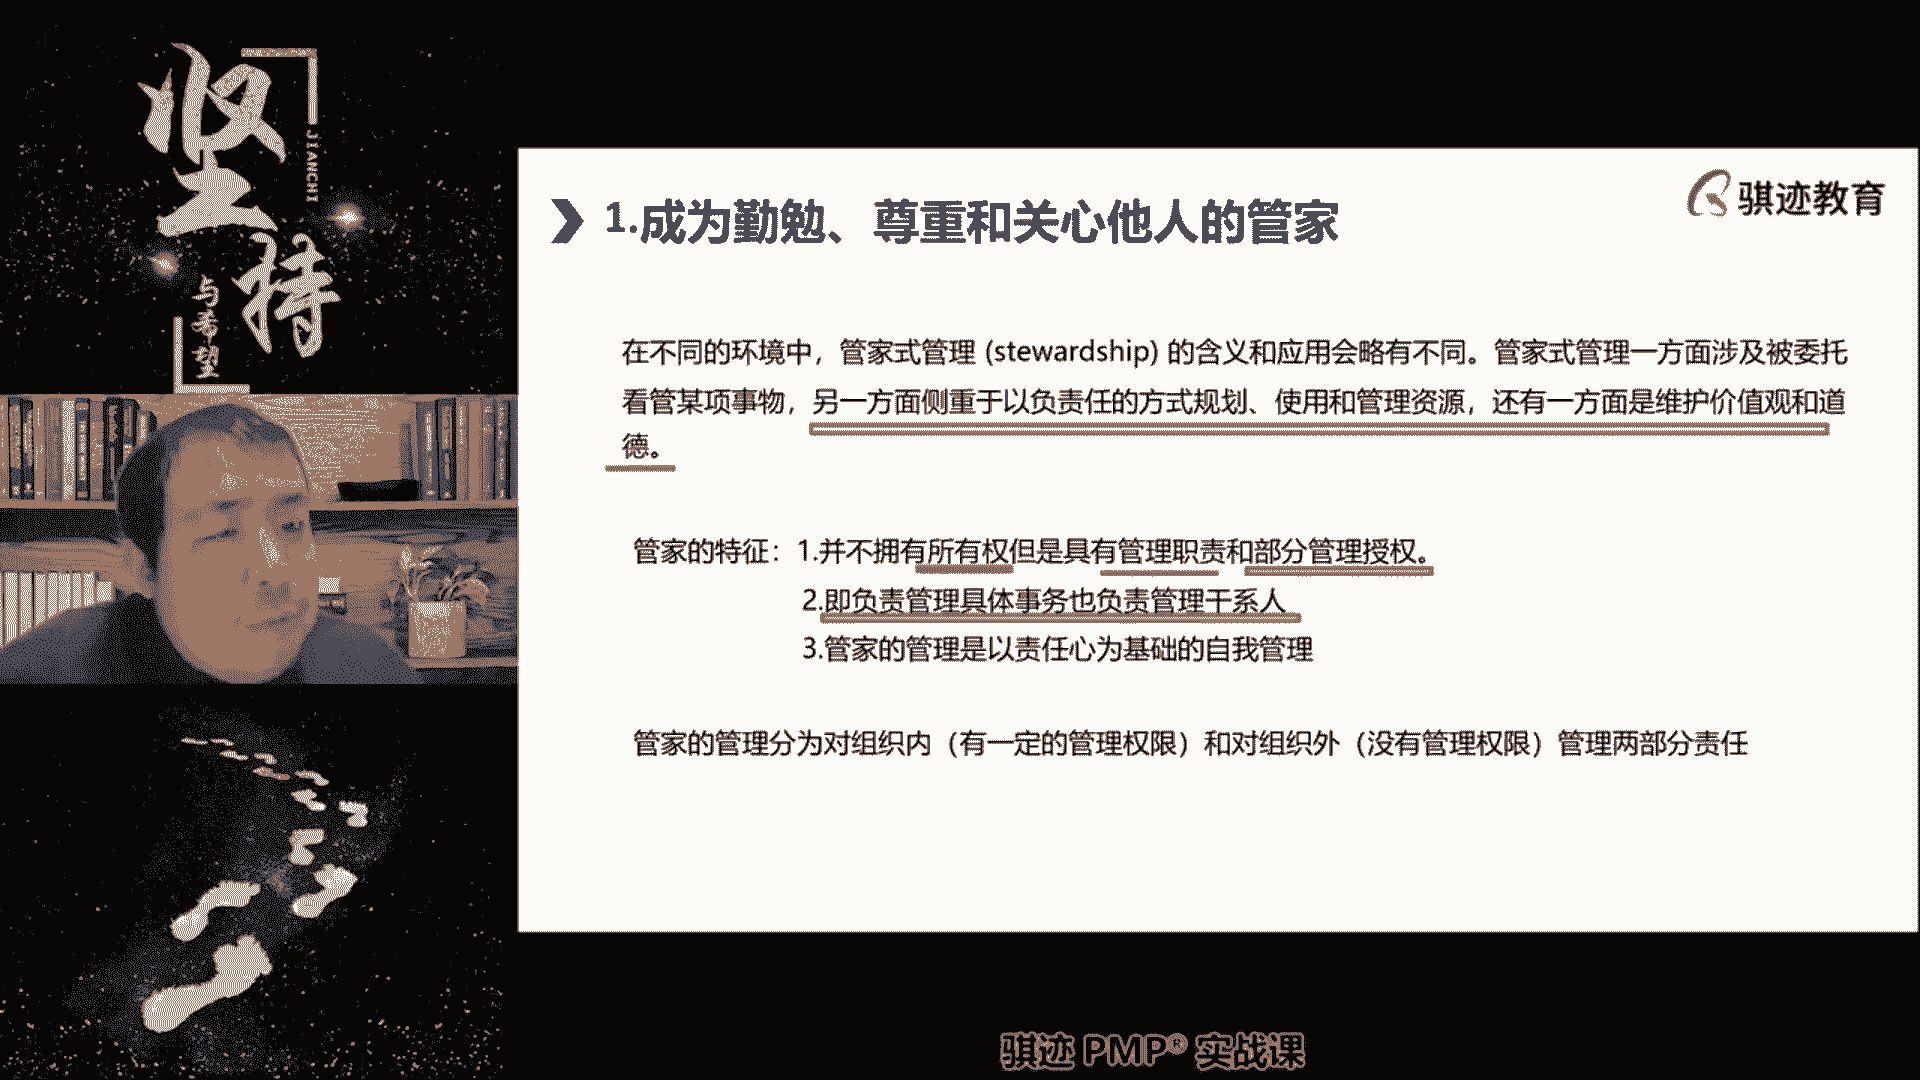 坚持
JIANCHI
与希望
骐迹教育
1.成为勤勉、尊重和关心他人的管家
在不同的环境中，管家式管理 (stewardship) 的含义和应用会略有不同。管家式管理一方面涉及被委托
看管某项事物，另一方面侧重于以负责任的方式规划、使用和管理资源，还有一方面是维护价值观和道
德。
管家的特征：1.并不拥有所有权但是具有管理职责和部分管理授权。
2.即负责管理具体事务也负责管理干系人
3.管家的管理是以责任心为基础的自我管理
管家的管理分为对组织内（有一定的管理权限）和对组织外（没有管理权限）管理两部分责任
骐迹 PMP® 实战课